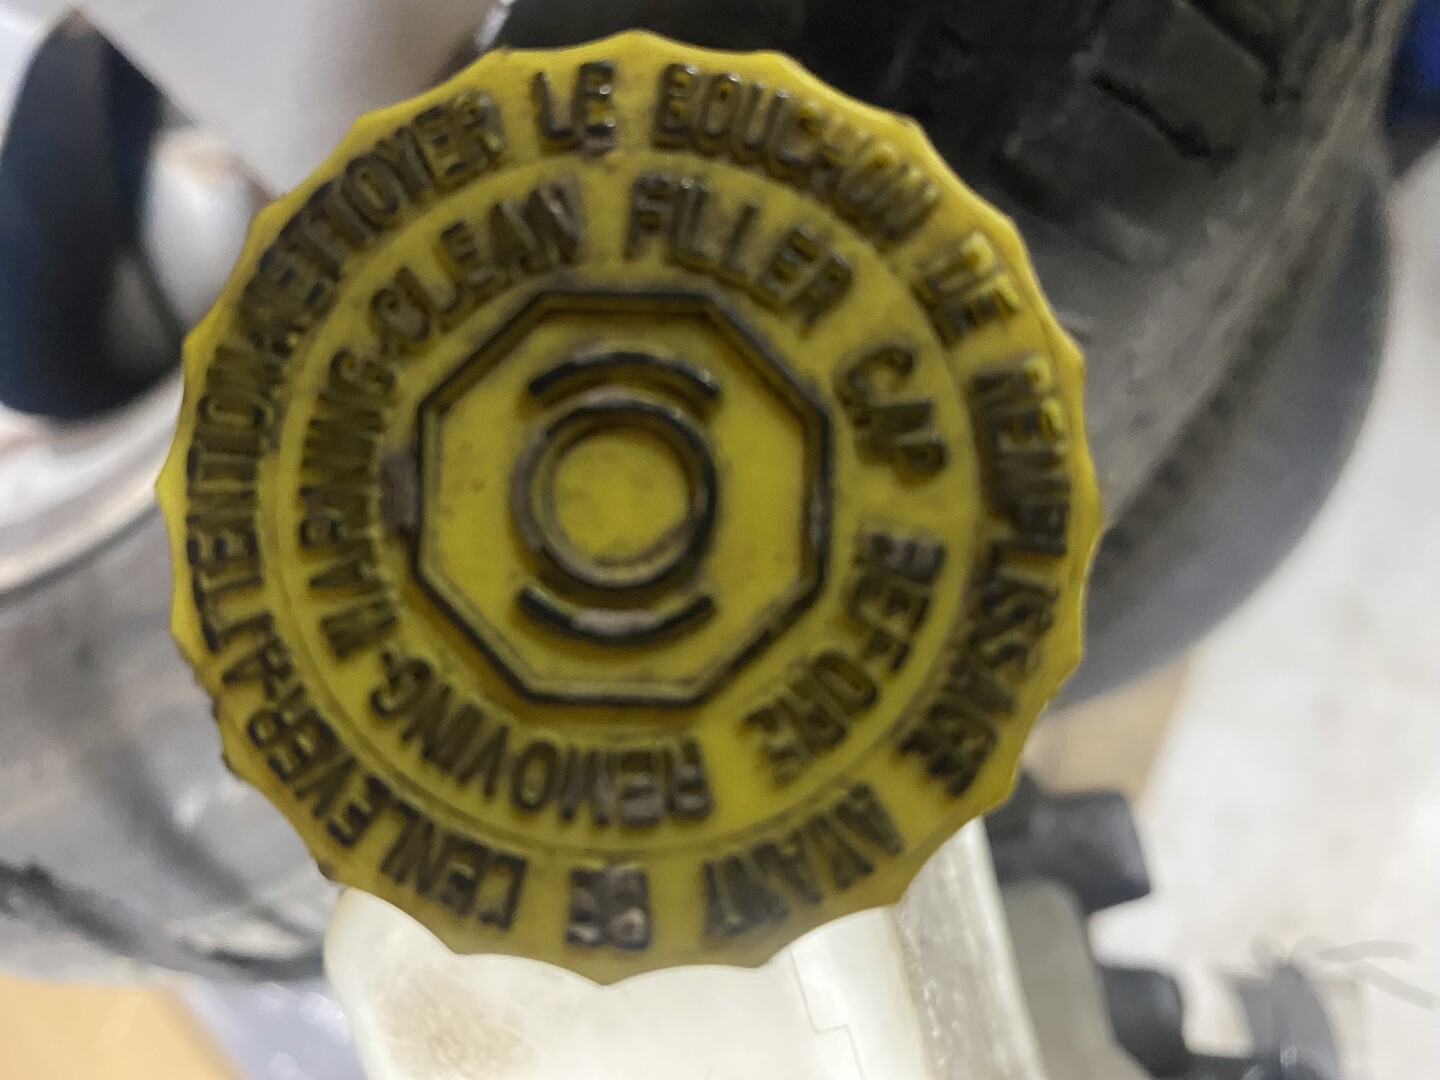 ATTENTION-NETTOYER LE BOUCHON DE REMPLISSAGE AVANT DE L'ENLEVER-
WARNING-CLEAN FILLER CAP BEFORE REMOVING-